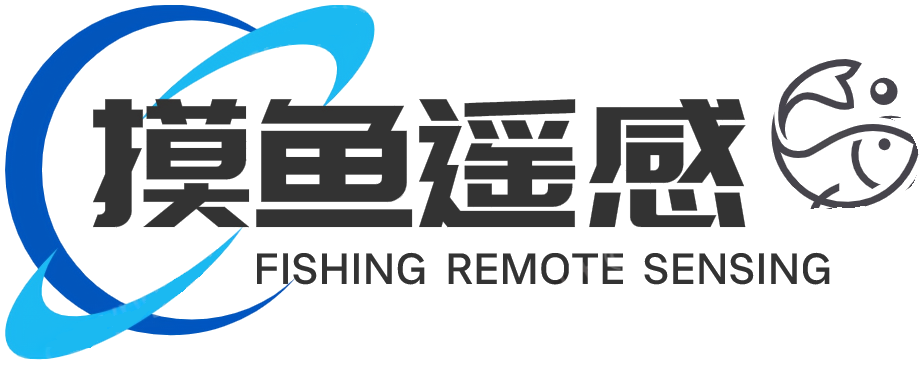 摸鱼遥感
FISHING REMOTE SENSING